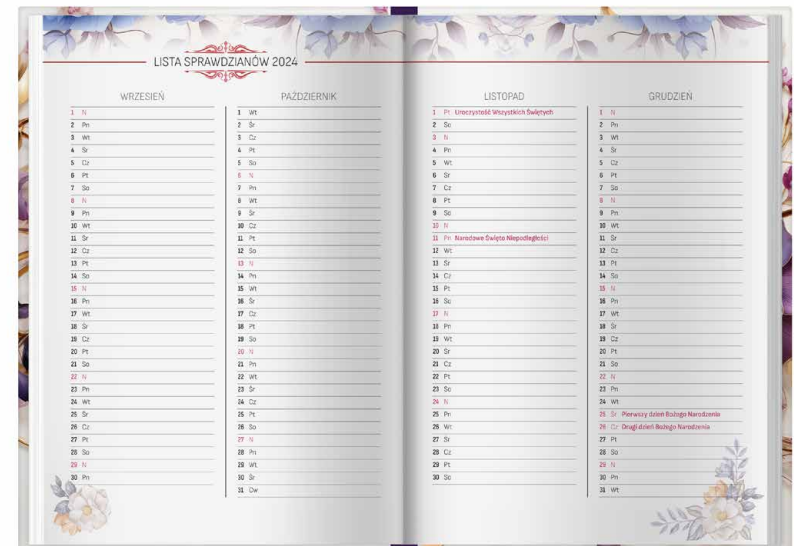 LISTA SPRAWDZIANÓW 2024
WRZESIEŃ
1 N
2 Pn
3 Wt
4 Śr
5 Cz
6 Pt
7 So
8 N
9 Pn
10 Wt
11 Śr
12 Cz
13 Pt
14 So
15 N
16 Pn
17 Wt
18 Śr
19 Cz
20 Pt
21 So
22 N
23 Pn
24 Wt
25 Śr
26 Cz
27 Pt
28 So
29 N
30 Pn
PAŹDZIERNIK
1 Wt
2 Śr
3 Cz
4 Pt
5 So
6 N
7 Pn
8 Wt
9 Śr
10 Cz
11 Pt
12 So
13 N
14 Pn
15 Wt
16 Śr
17 Cz
18 Pt
19 So
20 N
21 Pn
22 Wt
23 Śr
24 Cz
25 Pt
26 So
27 N
28 Pn
29 Wt
30 Śr
31 Cw
LISTOPAD
1 Pt Uroczystość Wszystkich Świętych
2 So
3 N
4 Pn
5 Wt
6 Śr
7 Cz
8 Pt
9 So
10 N
11 Pn Narodowe Święto Niepodległości
12 Wt
13 Śr
14 Cz
15 Pt
16 So
17 N
18 Pn
19 Wt
20 Śr
21 Cz
22 Pt
23 So
24 N
25 Pn
26 Wt
27 Śr
28 Cz
29 Pt
30 So
GRUDZIEŃ
1 N
2 Pn
3 Wt
4 Śr
5 Cz
6 Pt
7 So
8 N
9 Pn
10 Wt
11 Śr
12 Cz
13 Pt
14 So
15 N
16 Pn
17 Wt
18 Śr
19 Cz
20 Pt
21 So
22 N
23 Pn
24 Wt
25 Śr Pierwszy dzień Bożego Narodzenia
26 Cz Drugi dzień Bożego Narodzenia
27 Pt
28 So
29 N
30 Pn
31 Wt